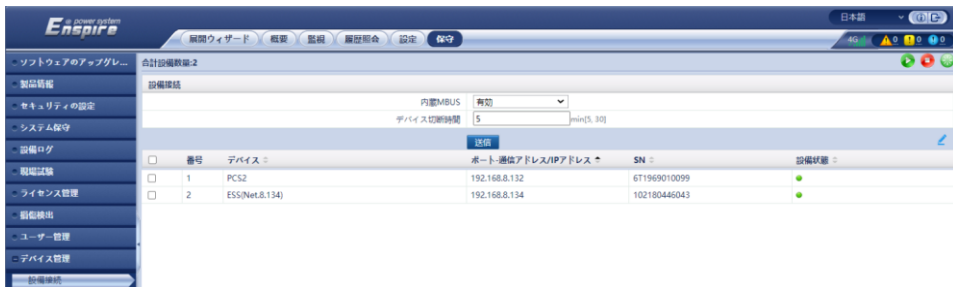 e power system
Enspire
日本語
展開ウィザード 概要 監視 履歴照会 設定 保守
4G 0 0 0
ソフトウェアのアップグレ...
製品情報
セキュリティの設定
システム保守
設備ログ
現場試験
ライセンス管理
損傷検出
ユーザー管理
デバイス管理
設備接続
合計設備数量:2
設備接続
内蔵MBUS 有効
デバイス切断時間 5 min[5, 30]
送信
番号 デバイス ポート-通信アドレス/IPアドレス SN 設備状態
1 PCS2 192.168.8.132 6T1969010099
2 ESS(Net.8.134) 192.168.8.134 102180446043